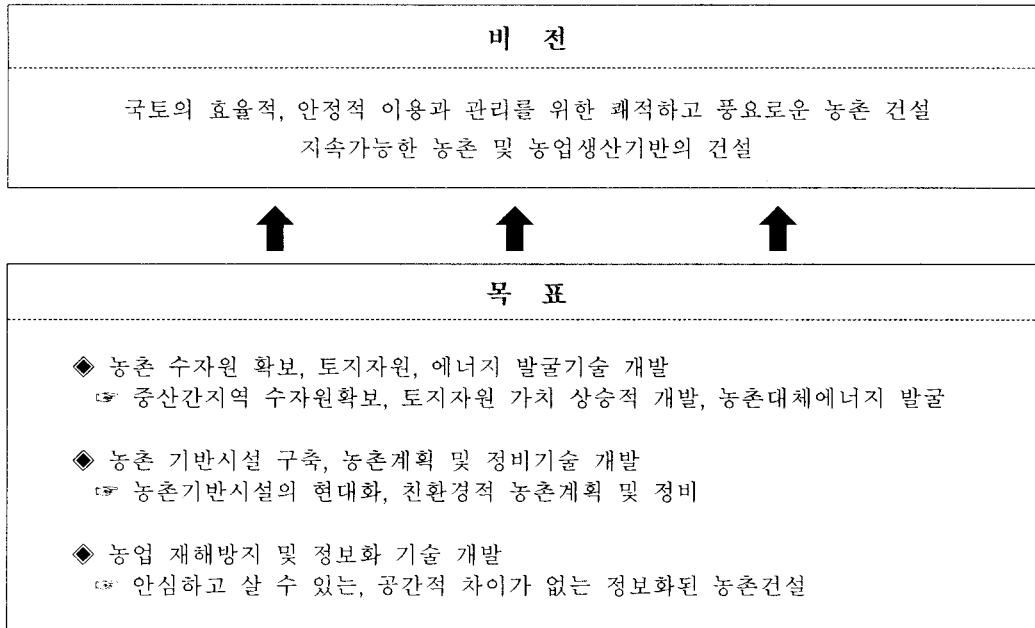 비 전
국토의 효율적, 안정적 이용과 관리를 위한 쾌적하고 풍요로운 농촌 건설
지속가능한 농촌 및 농업생산기반의 건설
목 표
◈ 농촌 수자원 확보, 토지자원, 에너지 발굴기술 개발
☞ 중산간지역 수자원확보, 토지자원 가치 상승적 개발, 농촌대체에너지 발굴
◈ 농촌 기반시설 구축, 농촌계획 및 정비기술 개발
☞ 농촌기반시설의 현대화, 친환경적 농촌계획 및 정비
◈ 농업 재해방지 및 정보화 기술 개발
☞ 안심하고 살 수 있는, 공간적 차이가 없는 정보화된 농촌건설